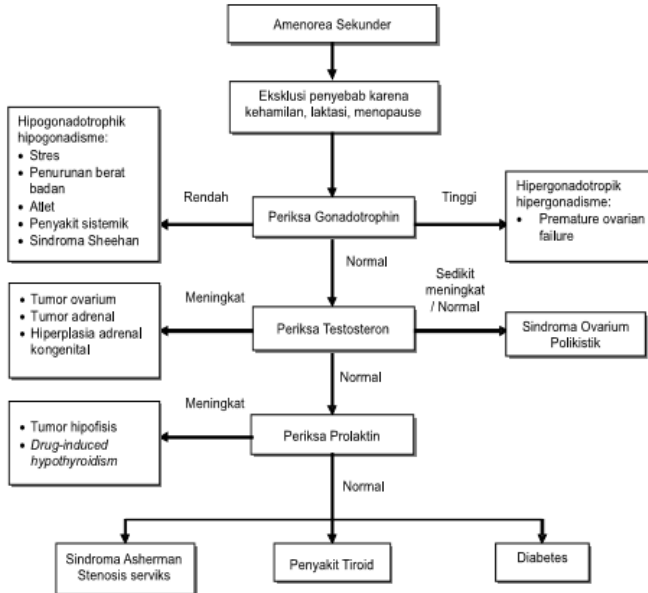 Amenorea Sekunder
Eksklusi penyebab karena
kehamilan, laktasi, menopause
Hipogonadotrophik
hipogonadisme:
• Stres
• Penurunan berat
badan
• Atlet
• Penyakit sistemik
• Sindroma Sheehan
Rendah
Periksa Gonadotrophin
Tinggi
Hipergonadotropik
hipergonadisme:
• Premature ovarian
failure
Normal
• Tumor ovarium
• Tumor adrenal
• Hiperplasia adrenal
kongenital
Meningkat
Periksa Testosteron
Sedikit
meningkat
/ Normal
Sindroma Ovarium
Polikistik
Normal
• Tumor hipofisis
• Drug-induced
hypothyroidism
Meningkat
Periksa Prolaktin
Normal
Sindroma Asherman
Stenosis serviks
Penyakit Tiroid
Diabetes